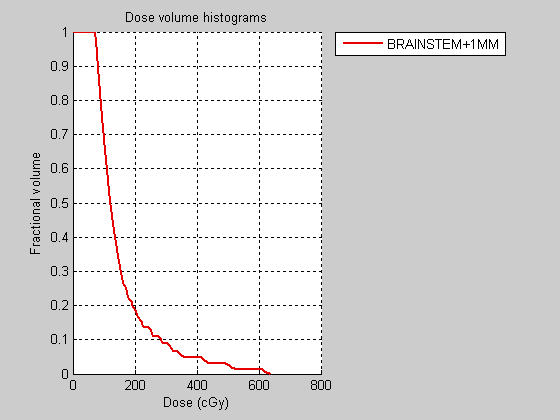 Dose volume histograms
BRAINSTEM+1MM
1
0.9
0.8
0.7
0.6
0.5
0.4
0.3
0.2
0.1
0
Fractional volume
0 200 400 600 800
Dose (cGy)